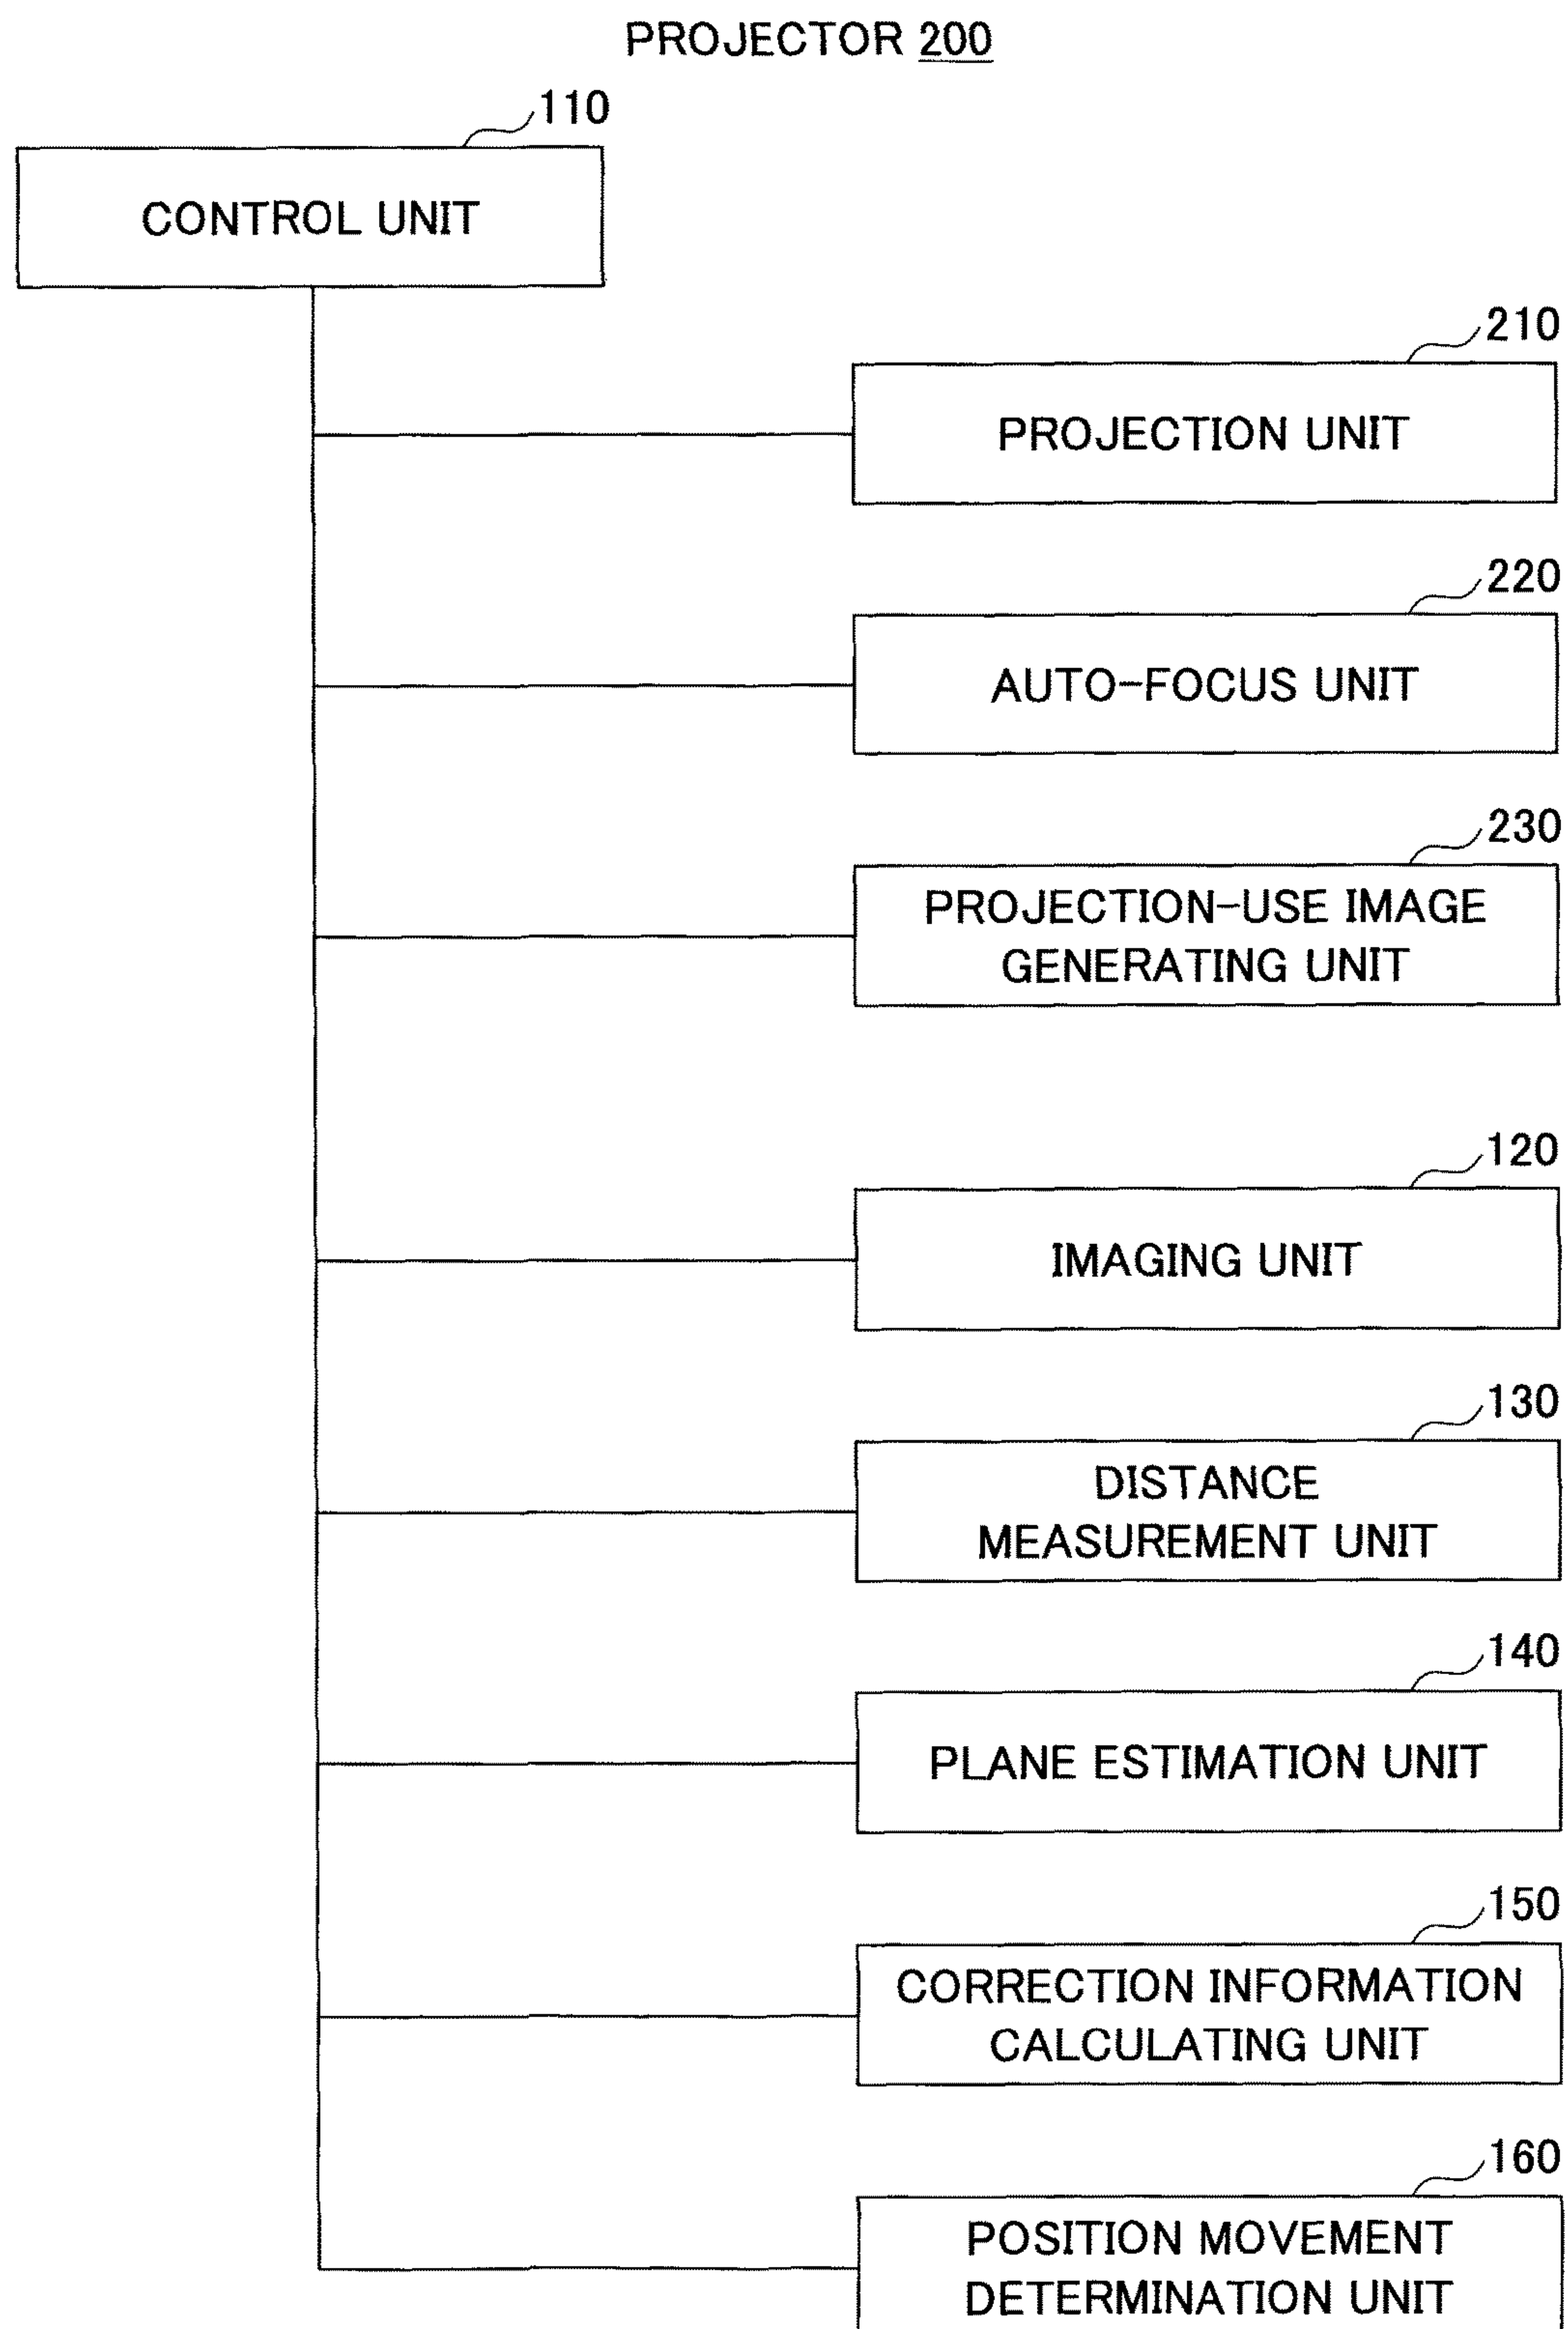 PROJECTOR 200
110
CONTROL UNIT
210
PROJECTION UNIT
220
AUTO-FOCUS UNIT
230
PROJECTION-USE IMAGE
GENERATING UNIT
120
IMAGING UNIT
130
DISTANCE
MEASUREMENT UNIT
140
PLANE ESTIMATION UNIT
150
CORRECTION INFORMATION
CALCULATING UNIT
160
POSITION MOVEMENT
DETERMINATION UNIT